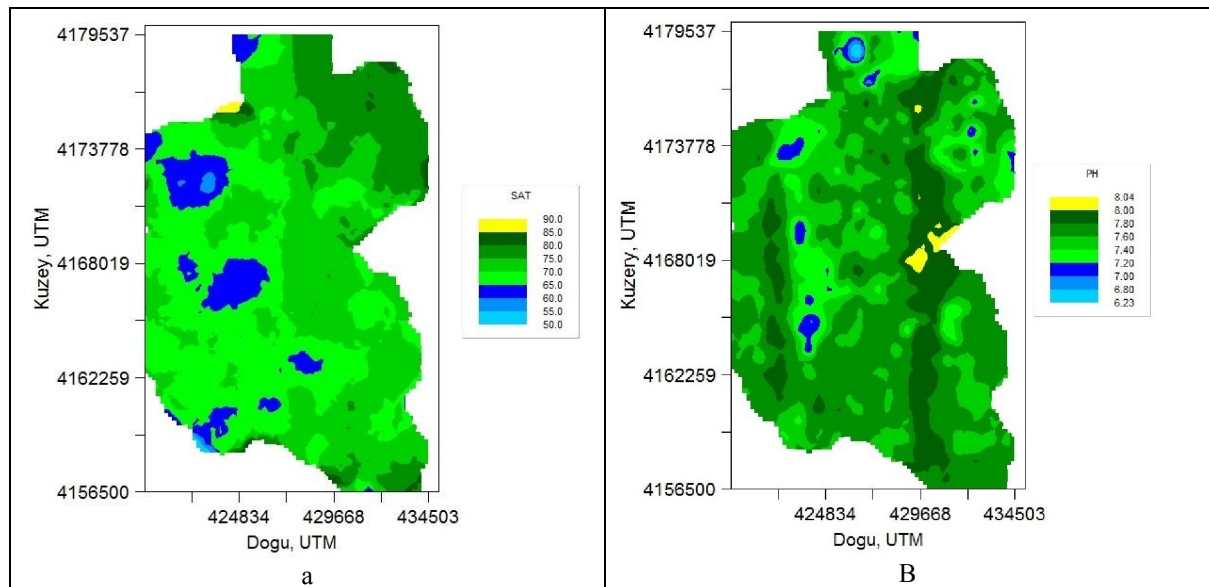 4179537
4173778
4168019
4162259
4156500
Kuzey, UTM
424834 429668 434503
Dogu, UTM
SAT
90.0
85.0
80.0
75.0
70.0
65.0
60.0
55.0
50.0
a
4179537
4173778
4168019
4162259
4156500
Kuzery, UTM
424834 429668 434503
Dogu, UTM
PH
8.04
8.00
7.80
7.60
7.40
7.20
7.00
6.80
6.23
B